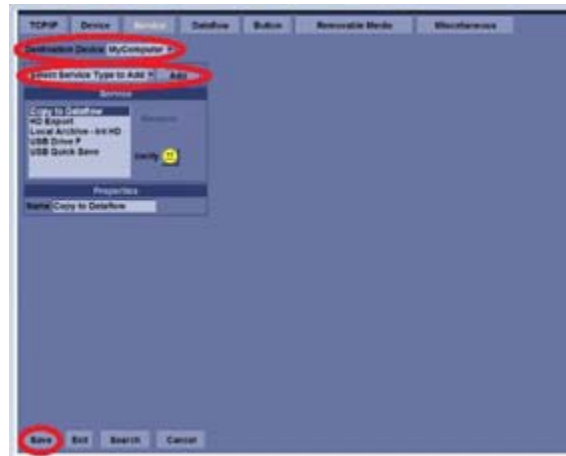 TCP/IP Device Service Dataflow Button Removable Media Miscellaneous
Destination Device MyComputer
Select Service Type to Add Add
Service
Copy to Dataflow
HD Export
Local Archive - Int HD
USB Drive F
USB Quick Save
Remove
Verify
Properties
Name Copy to Dataflow
Save Exit Search Cancel